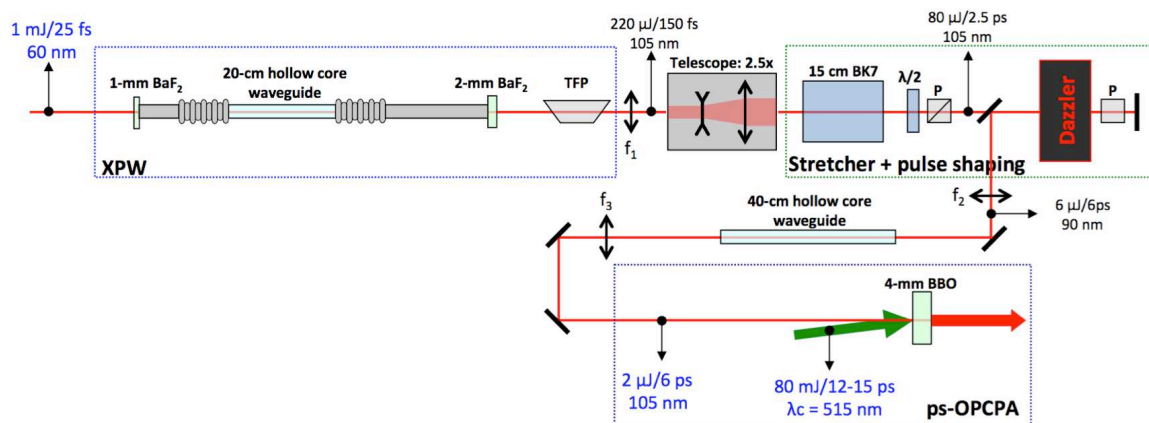 1 mJ/25 fs
60 nm
1-mm BaF₂
20-cm hollow core
waveguide
2-mm BaF₂
TFP
XPW
f₁
220 µJ/150 fs
105 nm
Telescope: 2.5x
15 cm BK7
λ/2
P
80 µJ/2.5 ps
105 nm
Dazzler
P
Stretcher + pulse shaping
f₂
6 µJ/6ps
90 nm
40-cm hollow core
waveguide
f₃
4-mm BBO
2 µJ/6 ps
105 nm
80 mJ/12-15 ps
λc = 515 nm
ps-OPCPA